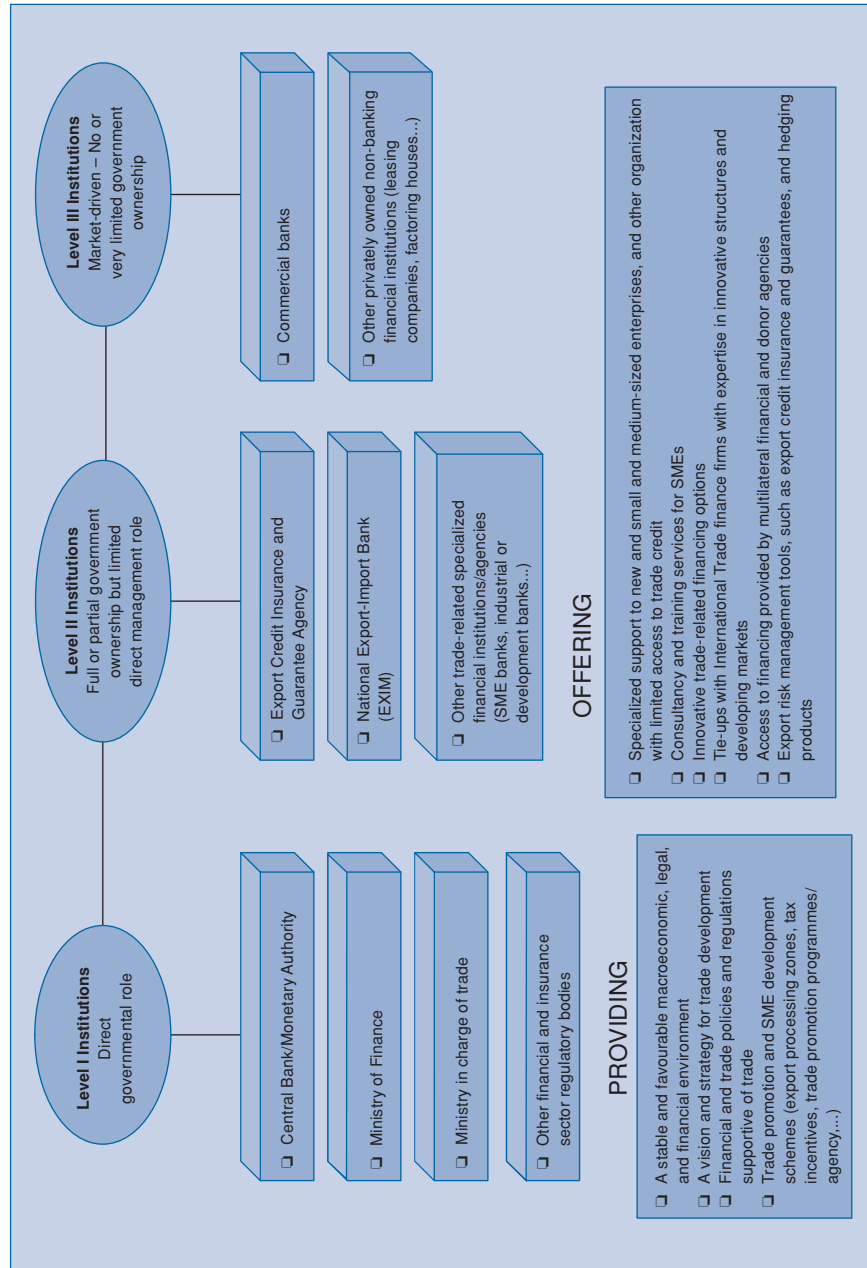 Level I Institutions
Direct
governmental role
Level II Institutions
Full or partial government
ownership but limited
direct management role
Level III Institutions
Market-driven – No or
very limited government
ownership
❏ Central Bank/Monetary Authority
❏ Ministry of Finance
❏ Ministry in charge of trade
❏ Other financial and insurance
sector regulatory bodies
❏ Export Credit Insurance and
Guarantee Agency
❏ National Export-Import Bank
(EXIM)
❏ Other trade-related specialized
financial institutions/agencies
(SME banks, industrial or
development banks...)
❏ Commercial banks
❏ Other privately owned non-banking
financial institutions (leasing
companies, factoring houses...)
PROVIDING
❏ A stable and favourable macroeconomic, legal,
and financial environment
❏ A vision and strategy for trade development
❏ Financial and trade policies and regulations
supportive of trade
❏ Trade promotion and SME development
schemes (export processing zones, tax
incentives, trade promotion programmes/
agency,...)
OFFERING
❏ Specialized support to new and small and medium-sized enterprises, and other organization
with limited access to trade credit
❏ Consultancy and training services for SMEs
❏ Innovative trade-related financing options
❏ Tie-ups with International Trade finance firms with expertise in innovative structures and
developing markets
❏ Access to financing provided by multilateral financial and donor agencies
❏ Export risk management tools, such as export credit insurance and guarantees, and hedging
products